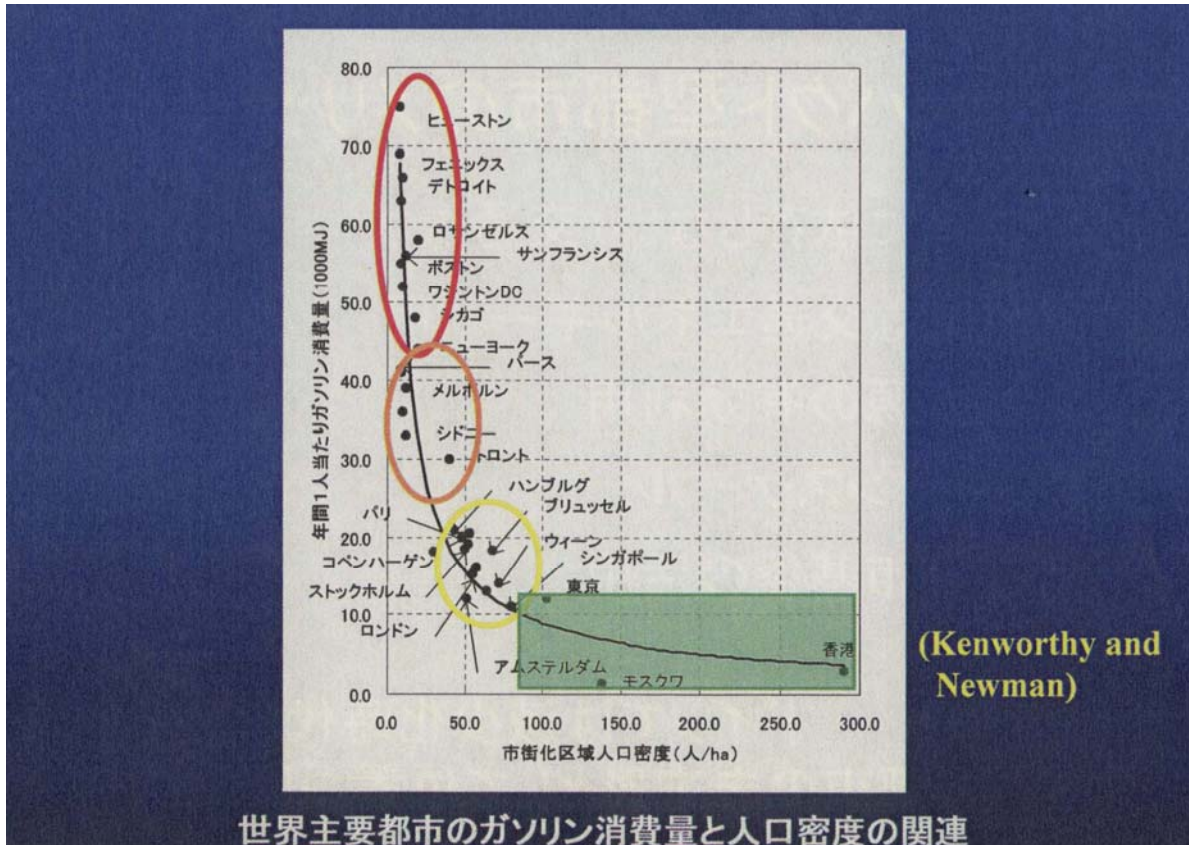 80.0
70.0
60.0
50.0
40.0
30.0
20.0
10.0
0.0
年間1人当たりガソリン消費量(1000MJ)
ヒューストン
フェニックス
デトロイト
ロサンゼルス
サンフランシス
ボストン
ワシントンDC
シカゴ
ニューヨーク
パース
メルボルン
シドニー
トロント
ハンブルグ
パリ
ブリュッセル
ウィーン
コペンハーゲン
シンガポール
ストックホルム
東京
ロンドン
アムステルダム
香港
モスクワ
0.0 50.0 100.0 150.0 200.0 250.0 300.0
市街化区域人口密度(人/ha)
(Kenworthy and
Newman)
世界主要都市のガソリン消費量と人口密度の関連